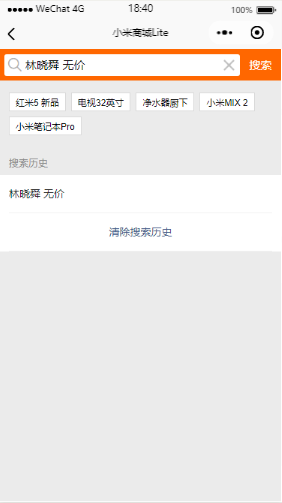 WeChat 4G 18:40 100%
小米商城Lite
林晓舜 无价 搜索
红米5 新品 电视32英寸 净水器厨下 小米MIX 2
小米笔记本Pro
搜索历史
林晓舜 无价
清除搜索历史